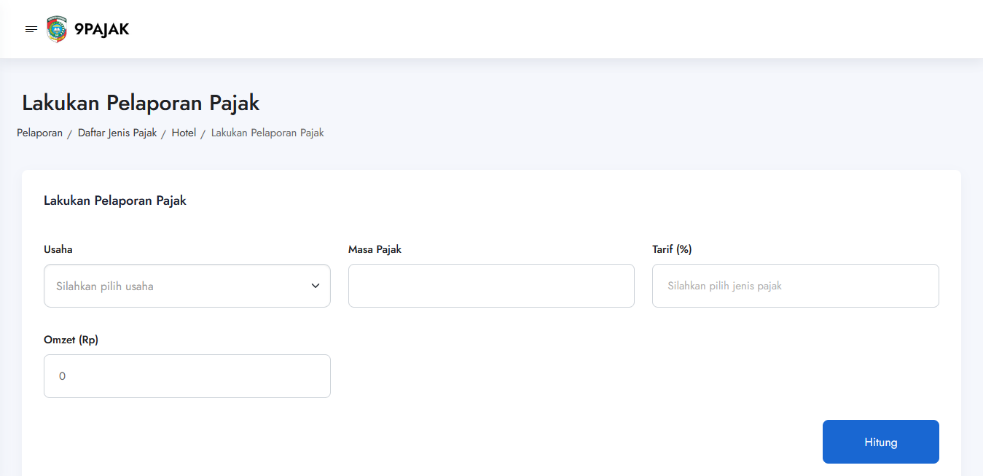 9PAJAK
Lakukan Pelaporan Pajak
Pelaporan / Daftar Jenis Pajak / Hotel / Lakukan Pelaporan Pajak
Lakukan Pelaporan Pajak
Usaha
Masa Pajak
Tarif (%)
Silahkan pilih usaha
Silahkan pilih jenis pajak
Omzet (Rp)
0
Hitung